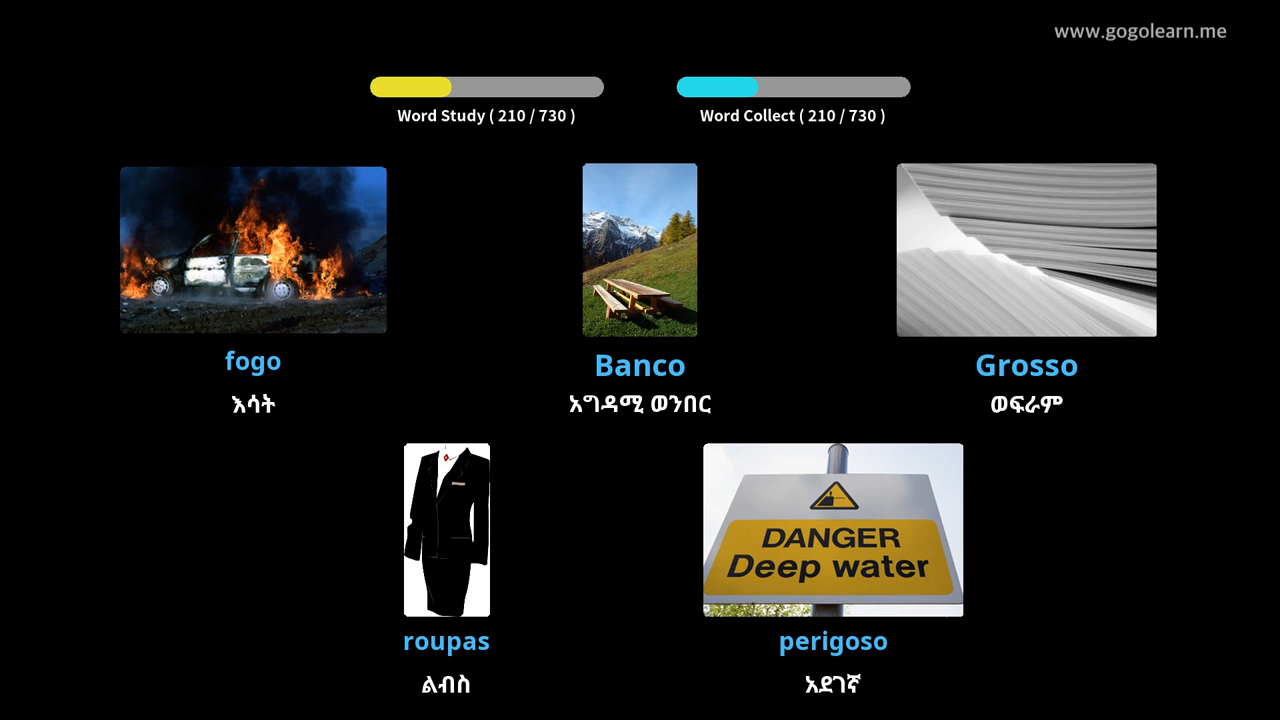 www.gogolearn.me
Word Study ( 210 / 730 )
Word Collect ( 210 / 730 )
fogo
እሳት
Banco
አግዳሚ ወንበር
Grosso
ወፍራም
DANGER
Deep water
roupas
ልብስ
perigoso
አደገኛ